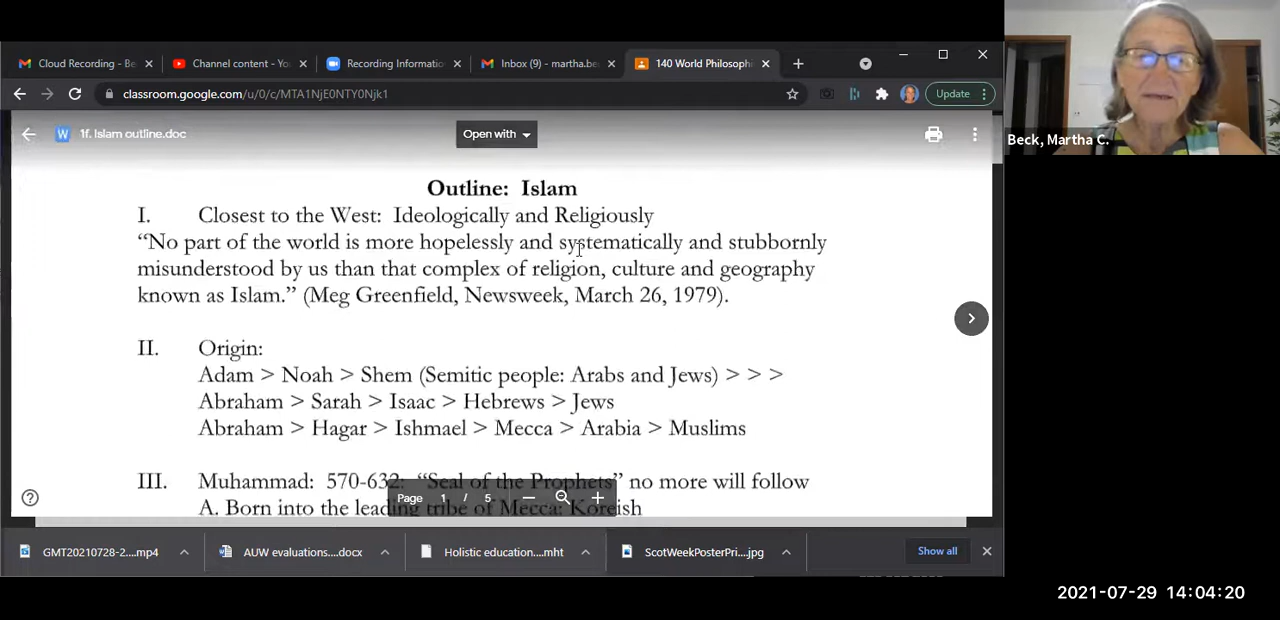 Cloud Recording - Be
Channel content - Yo
Recording Informatio
Inbox (9) - martha.be
140 World Philosophi
classroom.google.com/u/0/c/MTA1NjE0NTY0Njk1
Update
Beck, Martha C.
W
1f. Islam outline.doc
Open with
Outline: Islam
I. Closest to the West: Ideologically and Religiously
“No part of the world is more hopelessly and systematically and stubbornly
misunderstood by us than that complex of religion, culture and geography
known as Islam.” (Meg Greenfield, Newsweek, March 26, 1979).
II. Origin:
Adam > Noah > Shem (Semitic people: Arabs and Jews) > > >
Abraham > Sarah > Isaac > Hebrews > Jews
Abraham > Hagar > Ishmael > Mecca > Arabia > Muslims
III. Muhammad: 570-632: “Seal of the Prophets” no more will follow
A. Born into the leading tribe of Mecca: Koreish
Page 1 / 5
GMT20210728-2....mp4
AUW evaluations....docx
Holistic education....mht
ScotWeekPosterPri....jpg
Show all
2021-07-29 14:04:20